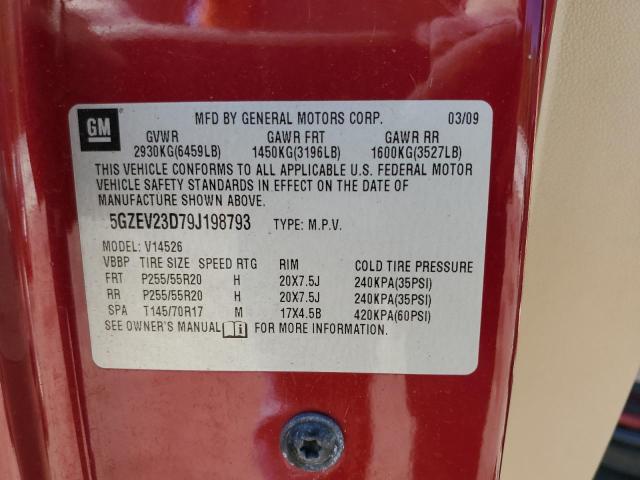 GM
MFD BY GENERAL MOTORS CORP. 03/09
GVWR GAWR FRT GAWR RR
2930KG(6459LB) 1450KG(3196LB) 1600KG(3527LB)
THIS VEHICLE CONFORMS TO ALL APPLICABLE U.S. FEDERAL MOTOR
VEHICLE SAFETY STANDARDS IN EFFECT ON THE DATE OF
MANUFACTURE SHOWN ABOVE.
5GZEV23D79J198793 TYPE: M.P.V.
MODEL: V14526
VBBP TIRE SIZE SPEED RTG RIM COLD TIRE PRESSURE
FRT P255/55R20 H 20X7.5J 240KPA(35PSI)
RR P255/55R20 H 20X7.5J 240KPA(35PSI)
SPA T145/70R17 M 17X4.5B 420KPA(60PSI)
SEE OWNER'S MANUAL FOR MORE INFORMATION.